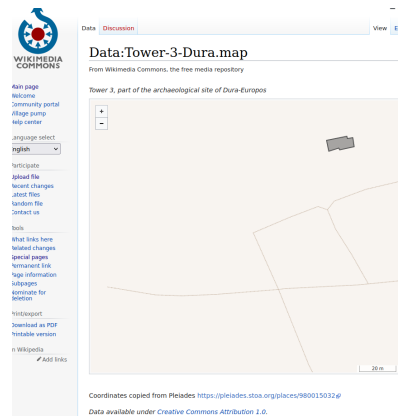 WIKIMEDIA
COMMONS
Main page
Welcome
Community portal
Village pump
Help center
Language select
English
Participate
Upload file
Recent changes
Latest files
Random file
Contact us
Tools
What links here
Related changes
Special pages
Permanent link
Page information
Subpages
Nominate for
deletion
Print/export
Download as PDF
Printable version
In Wikipedia
Add links
Data Discussion View
Data:Tower-3-Dura.map
From Wikimedia Commons, the free media repository
Tower 3, part of the archaeological site of Dura-Europos
+
−
20 m
Coordinates copied from Pleiades https://pleiades.stoa.org/places/980015032
Data available under Creative Commons Attribution 1.0.